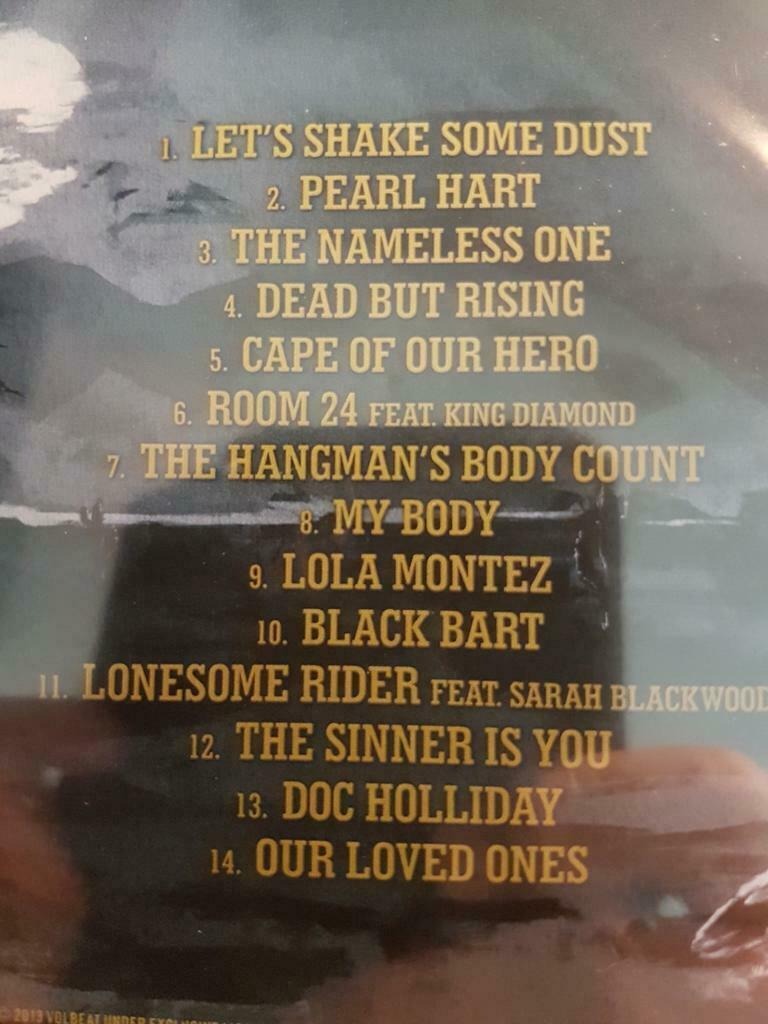 1. LET'S SHAKE SOME DUST
2. PEARL HART
3. THE NAMELESS ONE
4. DEAD BUT RISING
5. CAPE OF OUR HERO
6. ROOM 24 FEAT. KING DIAMOND
7. THE HANGMAN'S BODY COUNT
8. MY BODY
9. LOLA MONTEZ
10. BLACK BART
11. LONESOME RIDER FEAT. SARAH BLACKWOOD
12. THE SINNER IS YOU
13. DOC HOLLIDAY
14. OUR LOVED ONES
© 2013 VOLBEAT UNDER